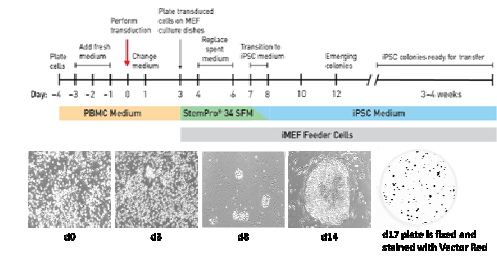 Perform
transduction
Plate transduced
cells on MEF
culture dishes
Plate
cells
Add fresh
medium
Change
medium
Replace
spent
medium
Transition to
iPSC medium
Emerging
colonies
iPSC colonies ready for transfer
Day: -4 -3 -2 -1 0 1 3 4 6 7 8 10 12 3-4 weeks
PBMC Medium StemPro® 34 SFM iPSC Medium
iMEF Feeder Cells
d0 d3 d8 d14
d17 plate is fixed and
stained with Vector Red